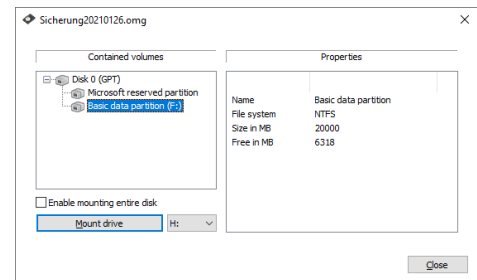 Sicherung20210126.omg
Contained volumes
Disk 0 (GPT)
Microsoft reserved partition
Basic data partition (F:)
Enable mounting entire disk
Mount drive
H:
Properties
Name Basic data partition
File system NTFS
Size in MB 20000
Free in MB 6318
Close